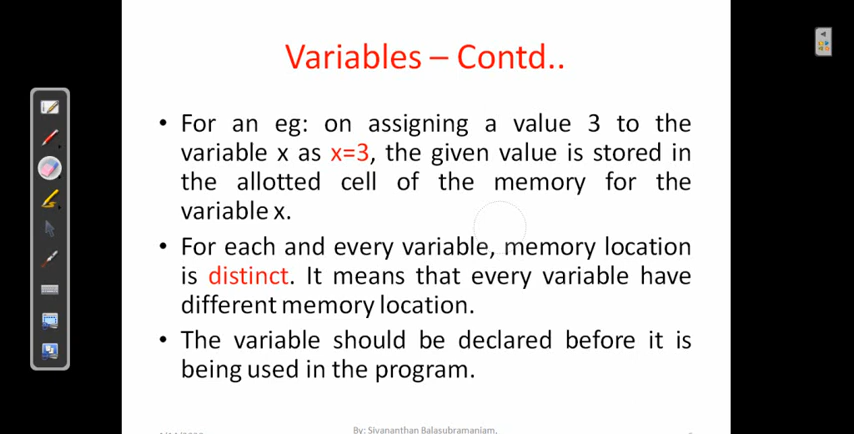 Variables – Contd..
• For an eg: on assigning a value 3 to the
variable x as x=3, the given value is stored in
the allotted cell of the memory for the
variable x.
• For each and every variable, memory location
is distinct. It means that every variable have
different memory location.
• The variable should be declared before it is
being used in the program.
By: Sivananthan Balasubramaniam,